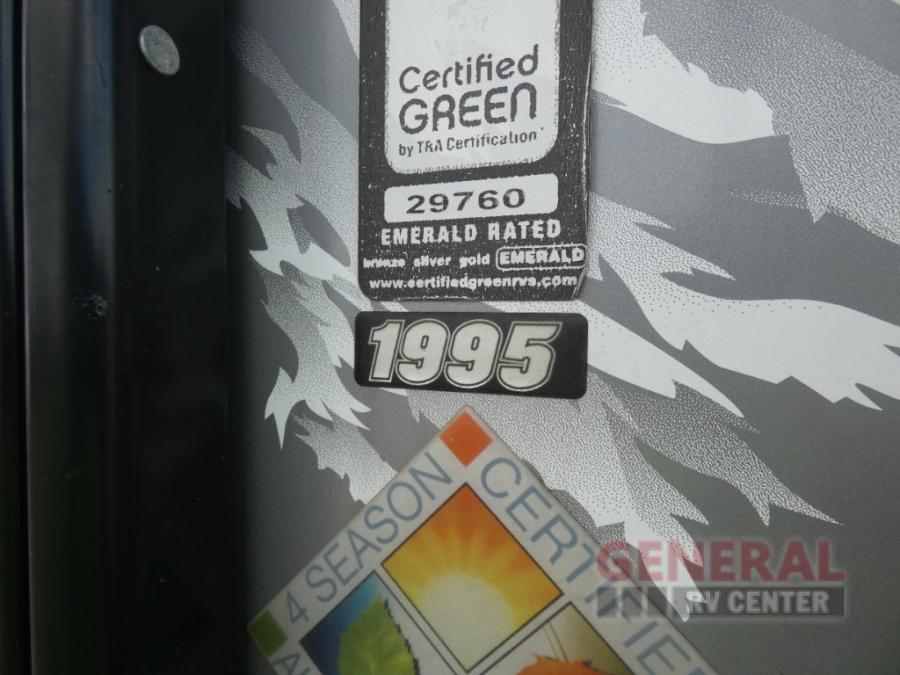 Certified
GREEN
by TRA Certification
29760
EMERALD RATED
bronze silver gold EMERALD
www.certifiedgreenrvs.com
1995
4 SEASON
CERTIFIE
GENERAL
RV CENTER